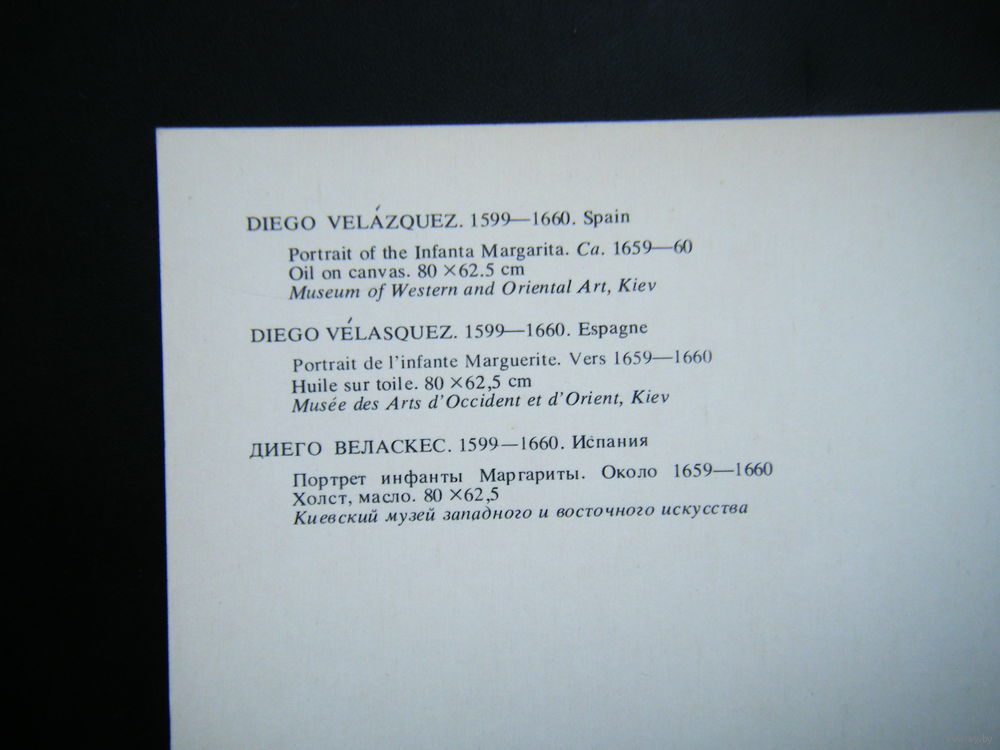 DIEGO VELÁZQUEZ. 1599—1660. Spain
Portrait of the Infanta Margarita. Ca. 1659—60
Oil on canvas. 80 ×62.5 cm
Museum of Western and Oriental Art, Kiev
DIEGO VÉLASQUEZ. 1599—1660. Espagne
Portrait de l'infante Marguerite. Vers 1659—1660
Huile sur toile. 80 ×62,5 cm
Musée des Arts d'Occident et d'Orient, Kiev
ДИЕГО ВЕЛАСКЕС. 1599—1660. Испания
Портрет инфанты Маргариты. Около 1659—1660
Холст, масло. 80 ×62,5
Киевский музей западного и восточного искусства